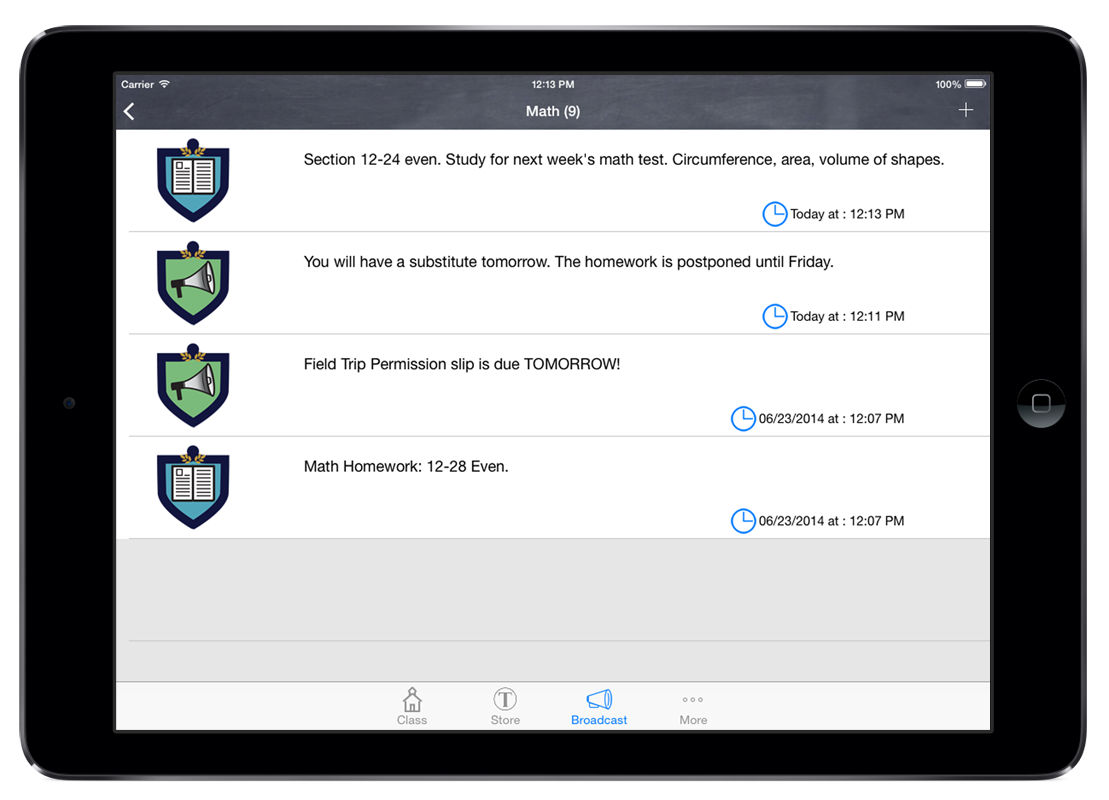 Carrier 12:13 PM 100%
Math (9)
Section 12-24 even. Study for next week's math test. Circumference, area, volume of shapes.
Today at : 12:13 PM
You will have a substitute tomorrow. The homework is postponed until Friday.
Today at : 12:11 PM
Field Trip Permission slip is due TOMORROW!
06/23/2014 at : 12:07 PM
Math Homework: 12-28 Even.
06/23/2014 at : 12:07 PM
T
Class Store Broadcast More